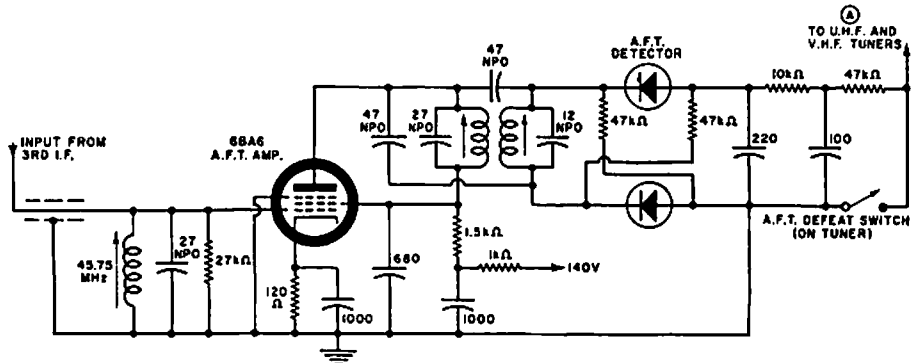 A
TO U.H.F. AND
V.H.F. TUNERS
A.F.T.
DETECTOR
47
NPO
10kΩ
47kΩ
47
NPO
27
NPO
12
NPO
47kΩ
47kΩ
220
100
INPUT FROM
3RD I.F.
6BA6
A.F.T. AMP.
A.F.T. DEFEAT SWITCH
(ON TUNER)
1.5kΩ
1kΩ
140V
45.75
MHz
27
NPO
27kΩ
120
Ω
1000
680
1000